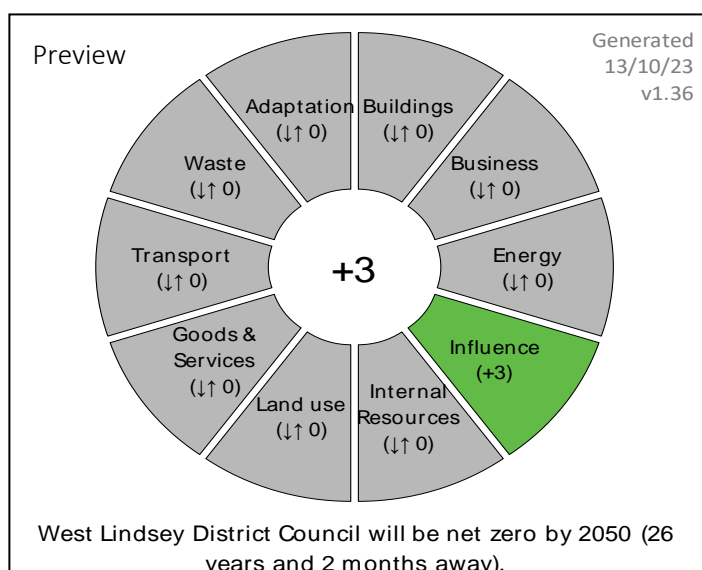 Preview
Generated
13/10/23
v1.36
Adaptation
(↓↑ 0)
Buildings
(↓↑ 0)
Waste
(↓↑ 0)
Business
(↓↑ 0)
Transport
(↓↑ 0)
+3
Energy
(↓↑ 0)
Goods &
Services
(↓↑ 0)
Influence
(+3)
Land use
(↓↑ 0)
Internal
Resources
(↓↑ 0)
West Lindsey District Council will be net zero by 2050 (26
years and 2 months away).